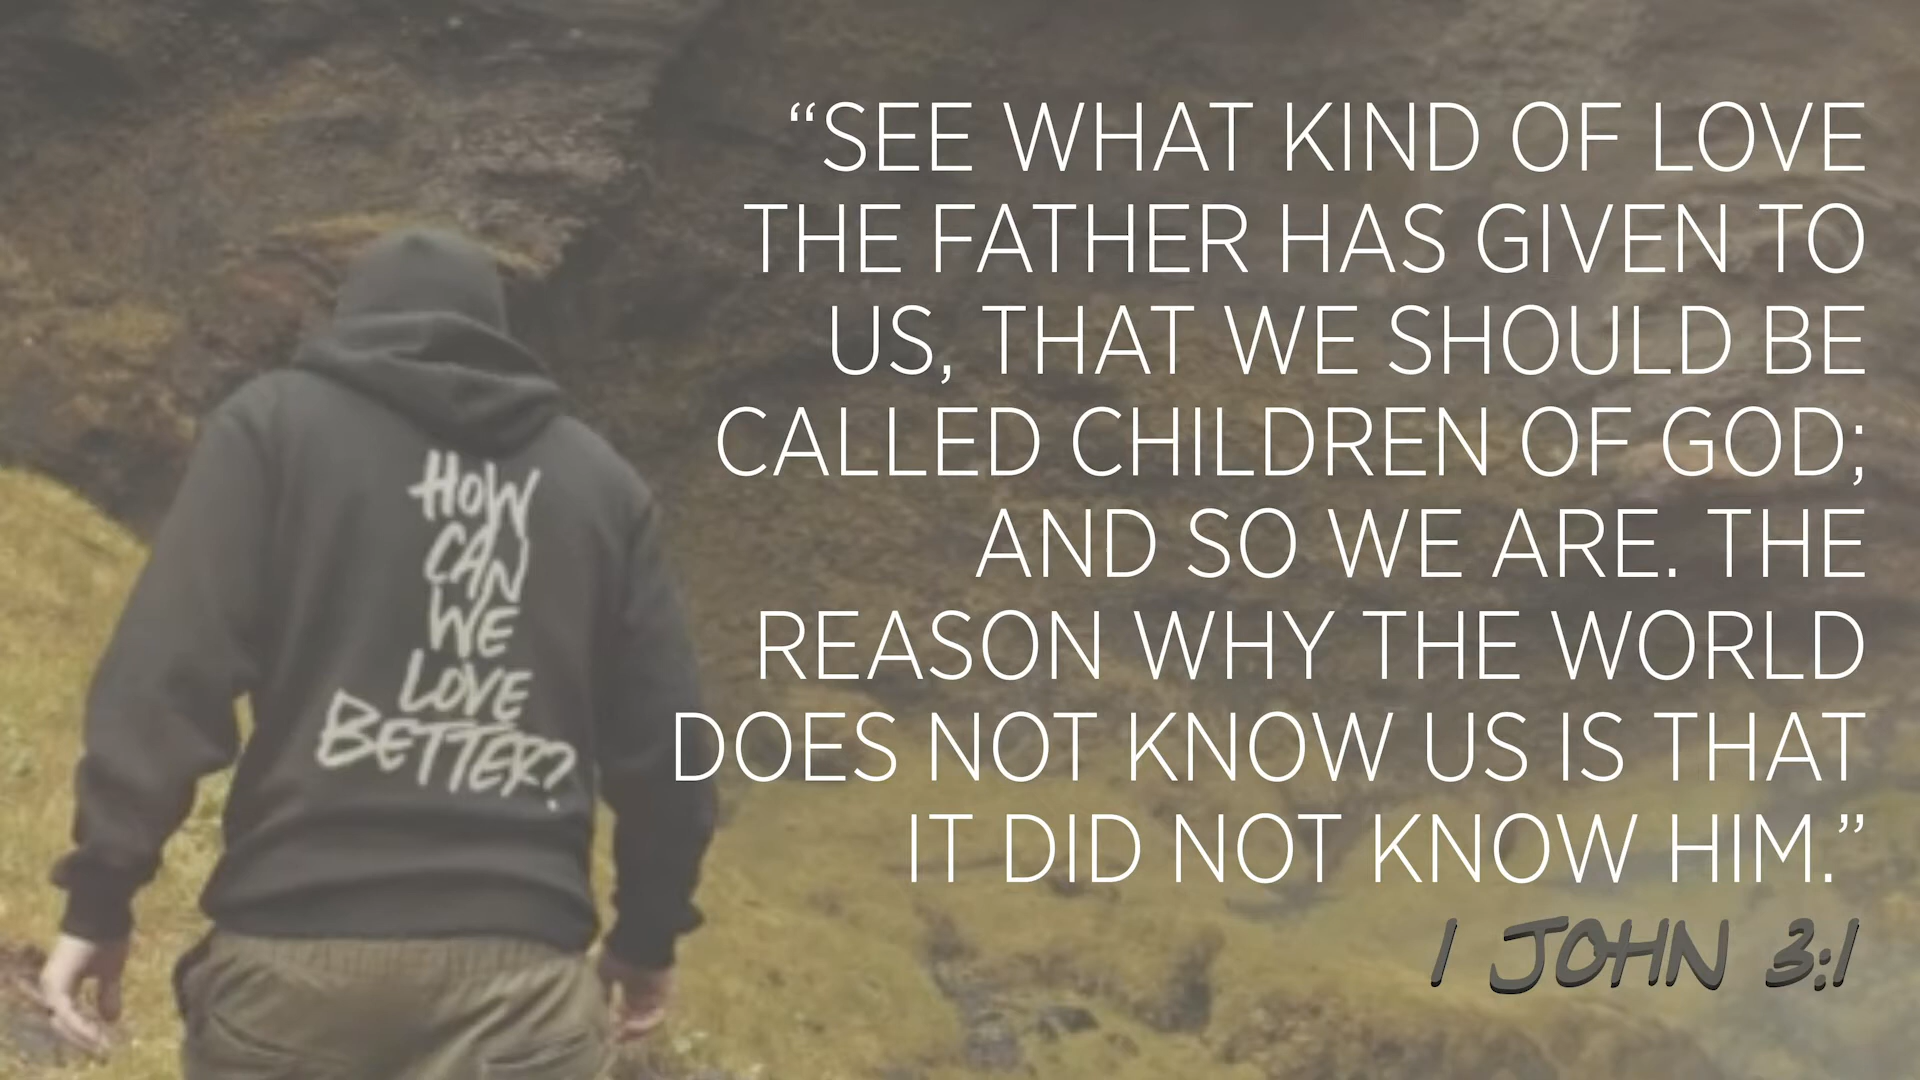 HOW
CAN
WE
LOVE
BETTER?
“SEE WHAT KIND OF LOVE
THE FATHER HAS GIVEN TO
US, THAT WE SHOULD BE
CALLED CHILDREN OF GOD;
AND SO WE ARE. THE
REASON WHY THE WORLD
DOES NOT KNOW US IS THAT
IT DID NOT KNOW HIM.”
1 JOHN 3:1